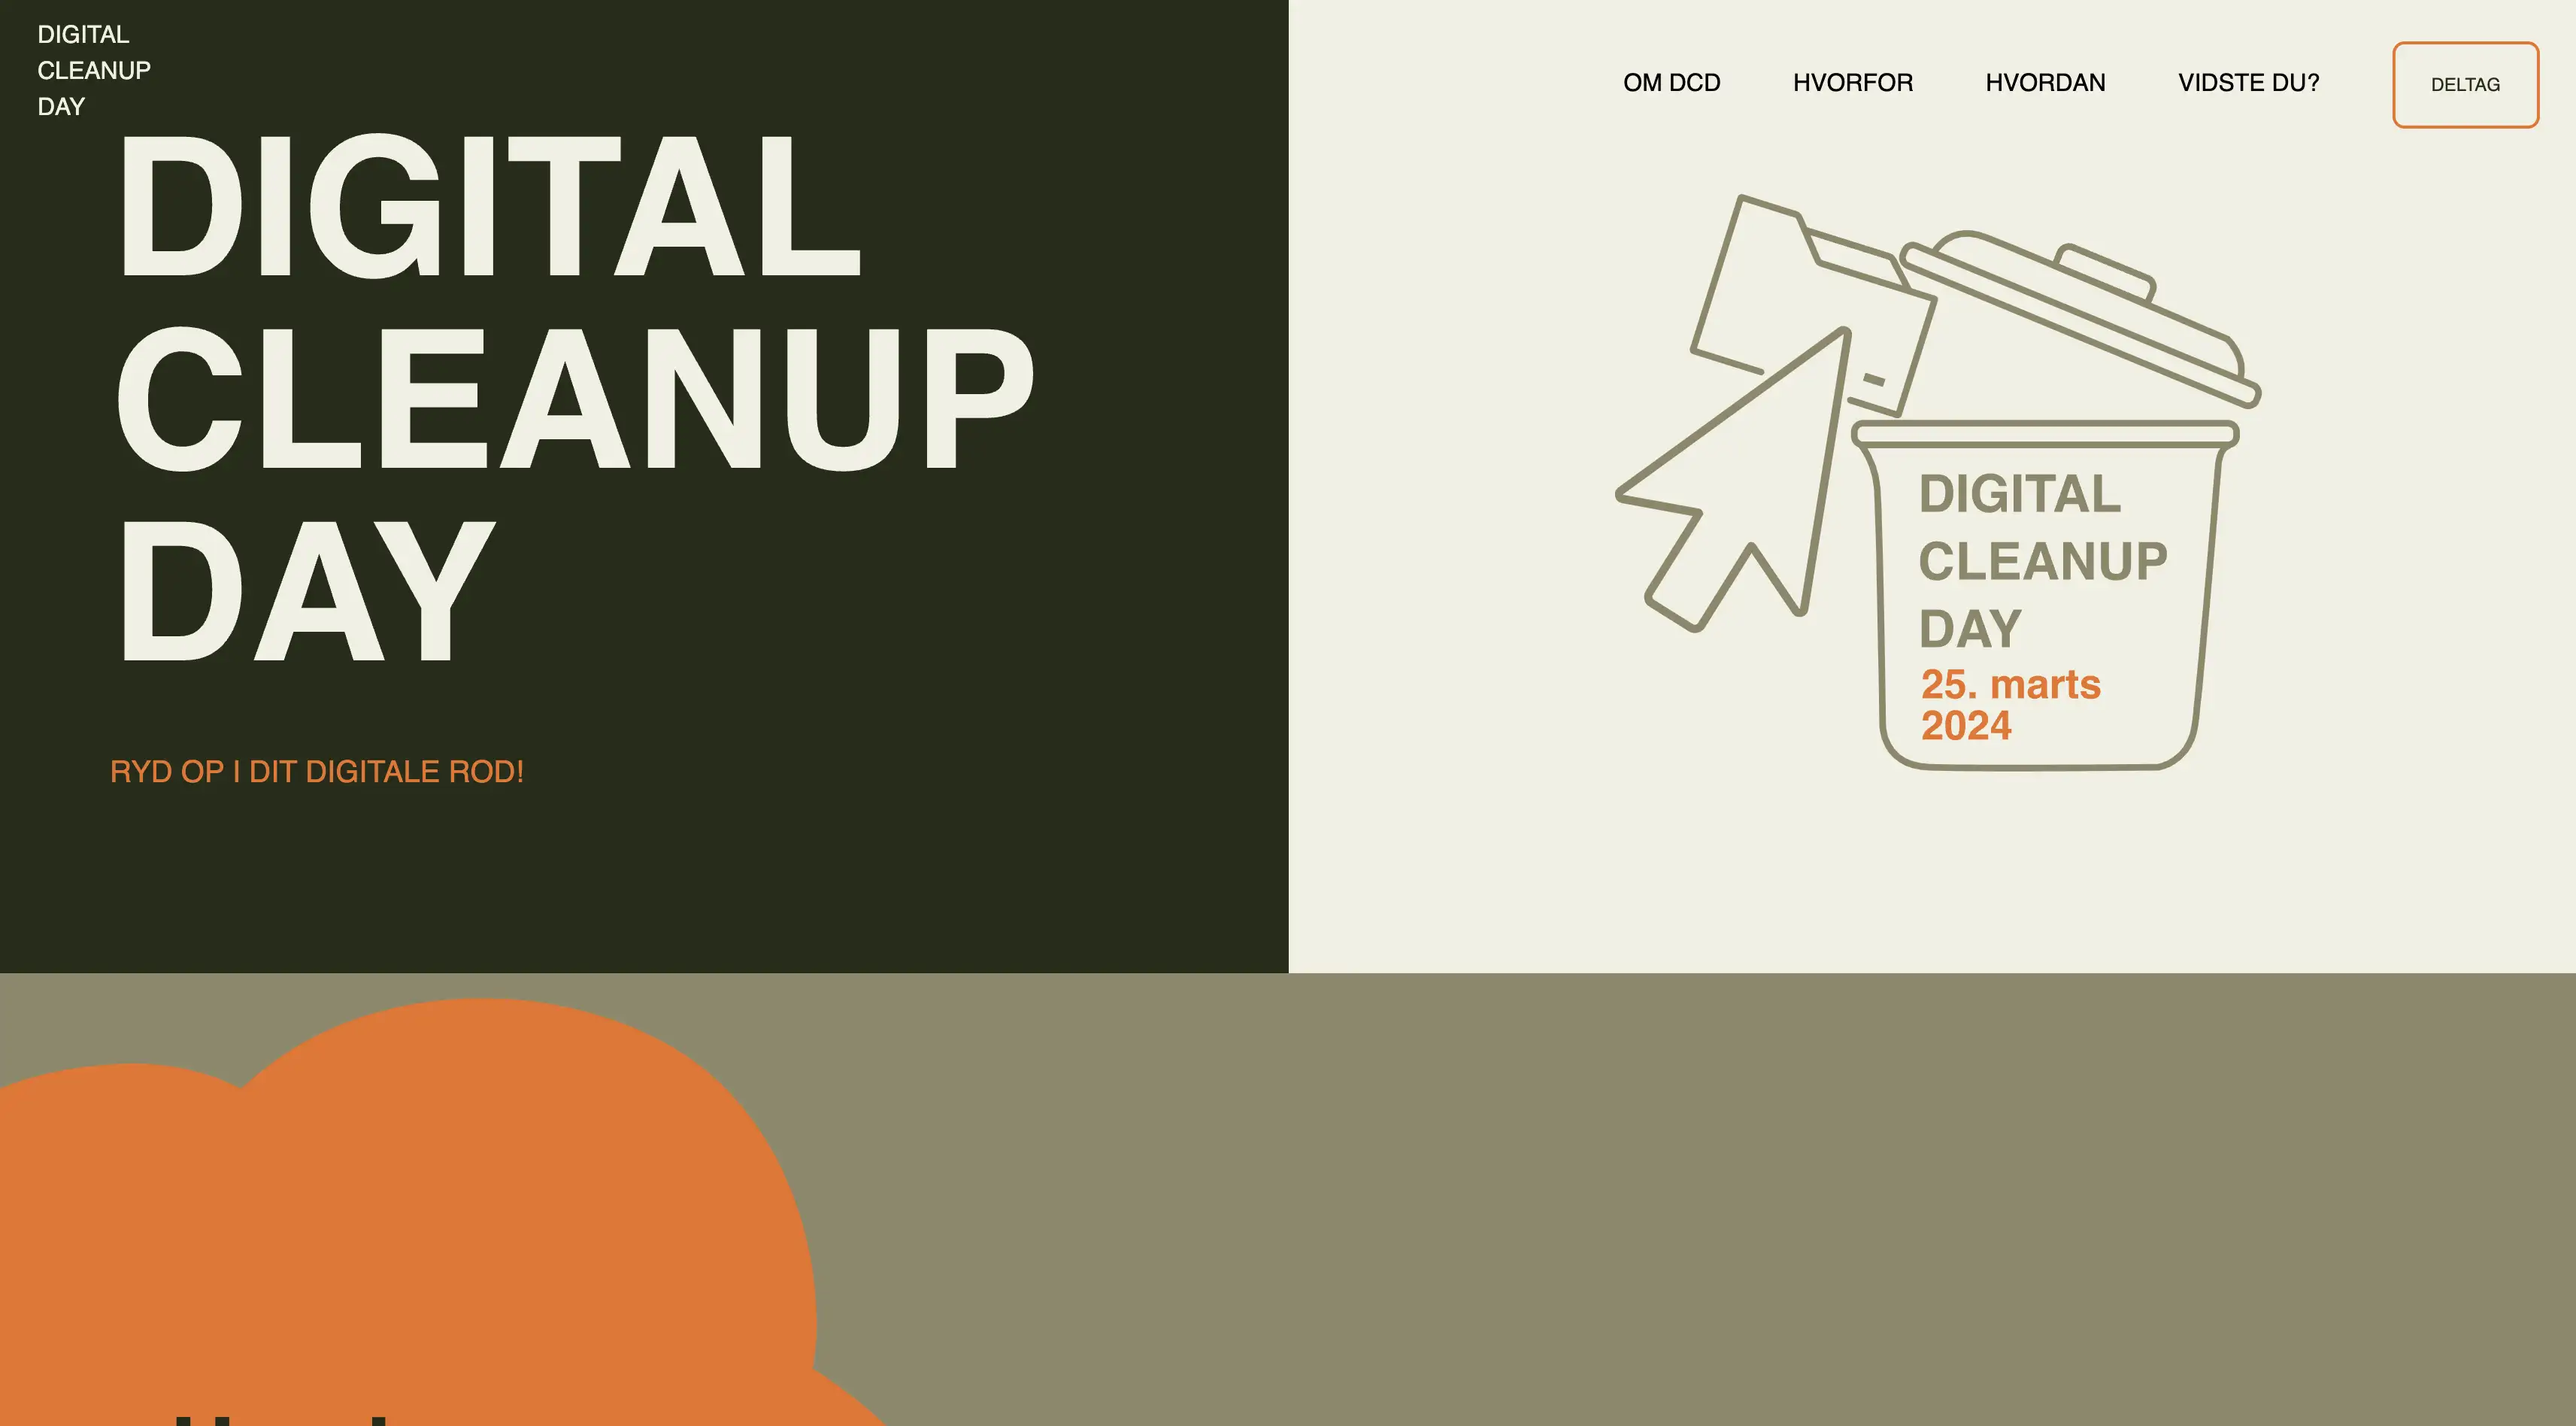 DIGITAL
CLEANUP
DAY
OM DCD
HVORFOR
HVORDAN
VIDSTE DU?
DELTAG
DIGITAL
CLEANUP
DAY
RYD OP I DIT DIGITALE ROD!
DIGITAL
CLEANUP
DAY
25. marts
2024